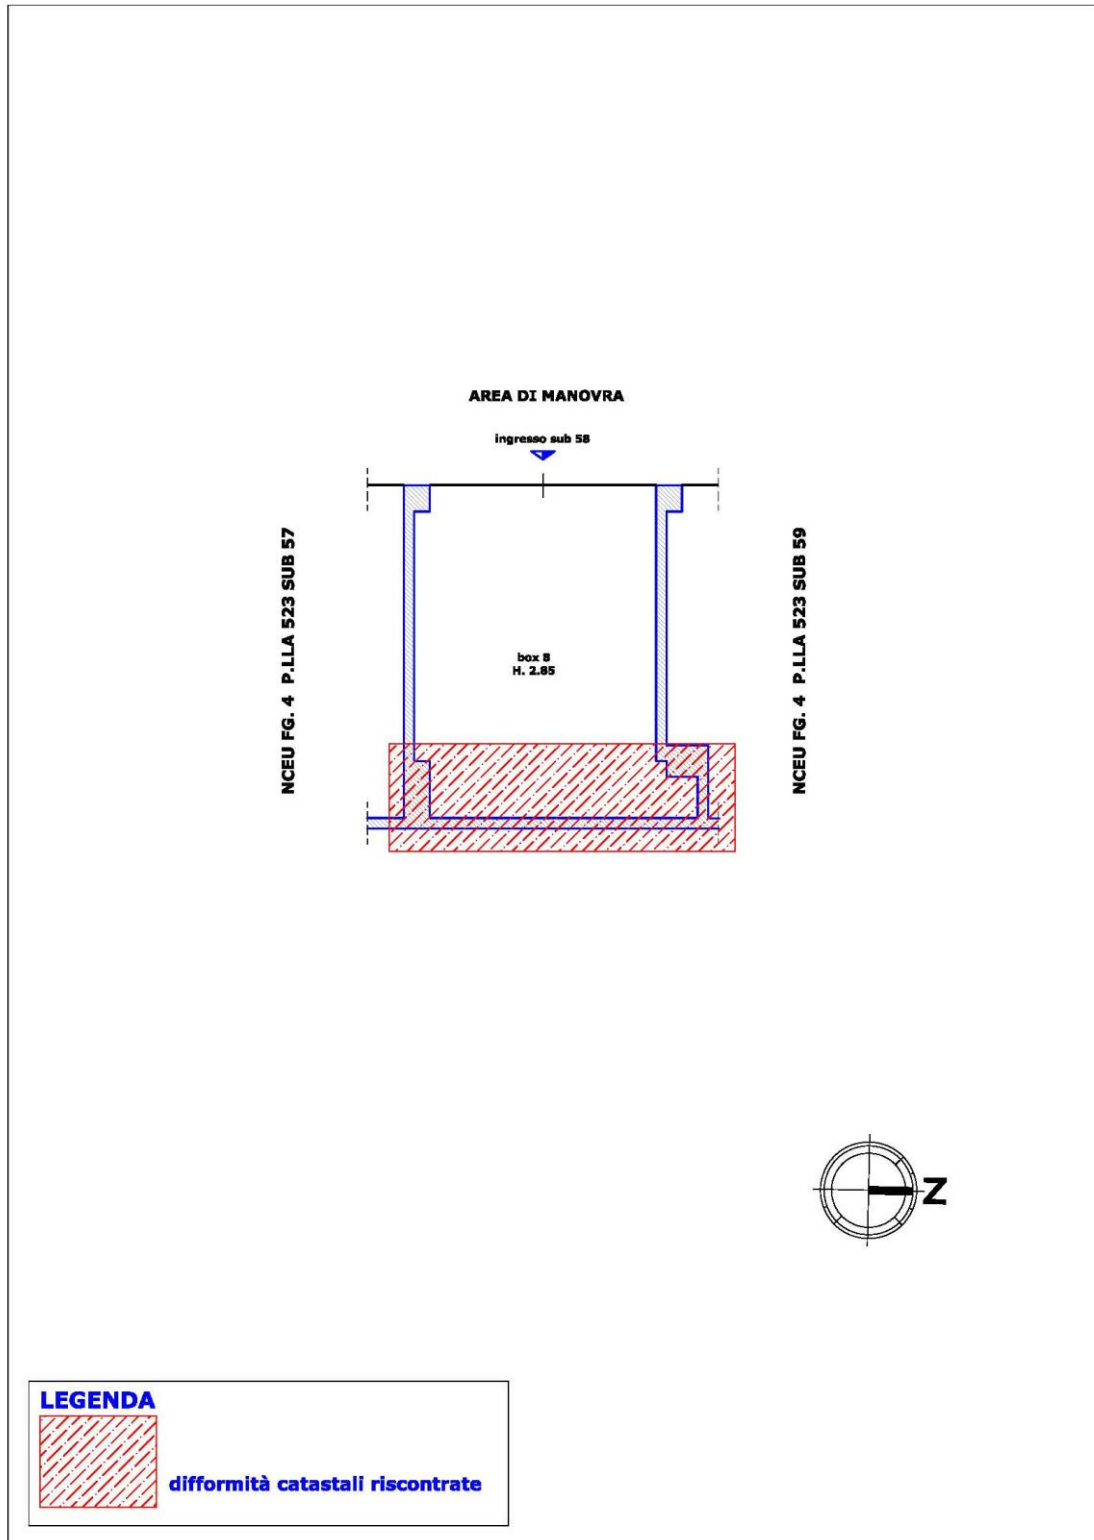 AREA DI MANOVRA
ingresso sub 58
NCEU FG. 4 P.LLA 523 SUB 57
NCEU FG. 4 P.LLA 523 SUB 59
box 8
H. 2.85
N
LEGENDA
difformità catastali riscontrate